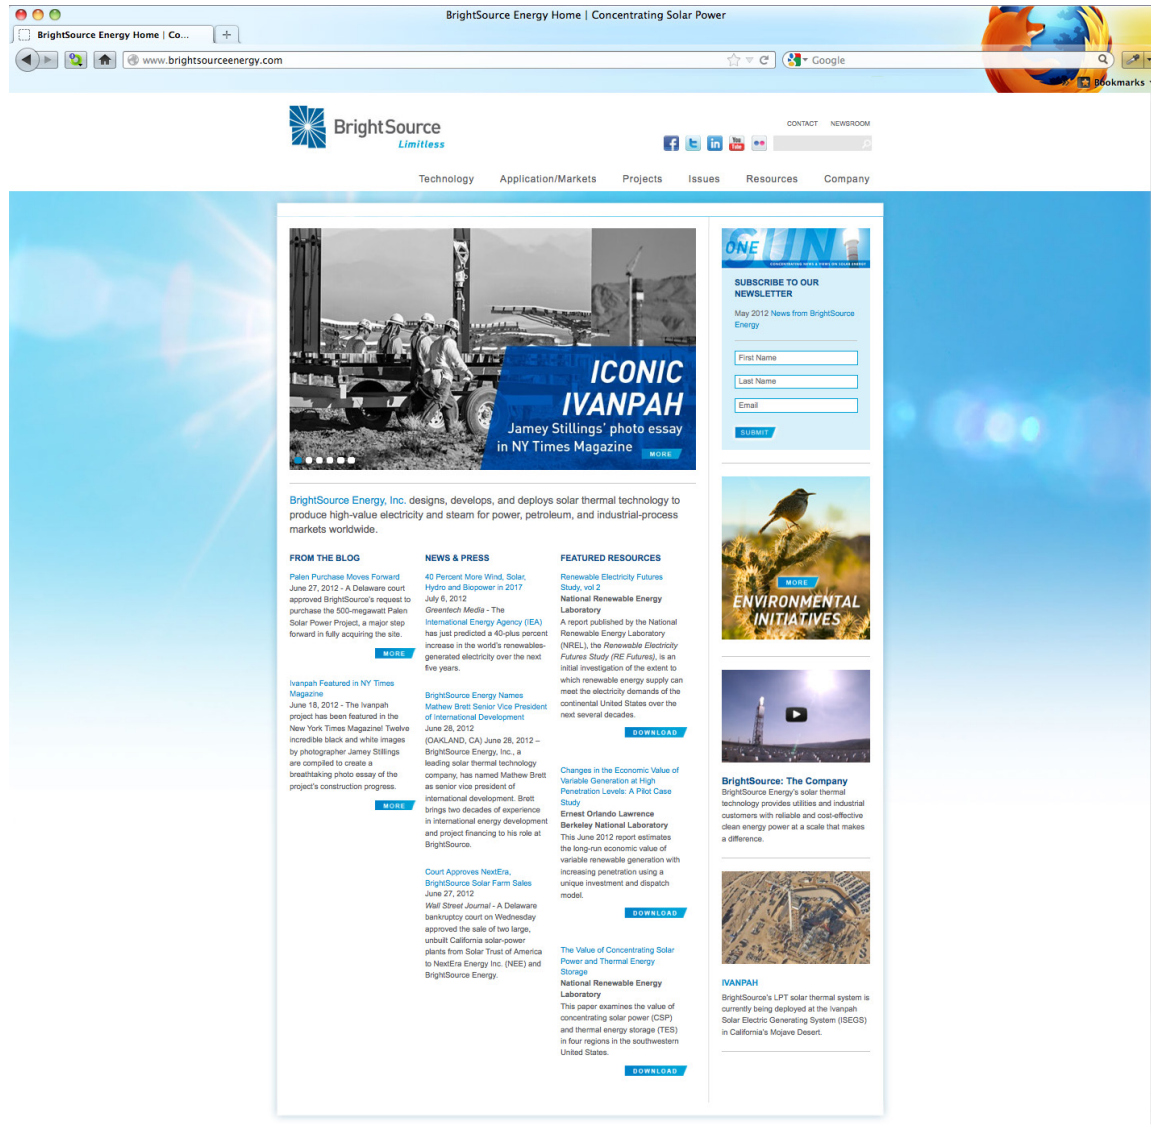 BrightSource Energy Home | Concentrating Solar Power
BrightSource Energy Home | Co...
www.brightsourceenergy.com
Google
Bookmarks
BrightSource
Limitless
CONTACT NEWSROOM
Technology Application/Markets Projects Issues Resources Company
ICONIC
IVANPAH
Jamey Stillings' photo essay
in NY Times Magazine
MORE
BrightSource Energy, Inc. designs, develops, and deploys solar thermal technology to
produce high-value electricity and steam for power, petroleum, and industrial-process
markets worldwide.
FROM THE BLOG
Palen Purchase Moves Forward
June 27, 2012 - A Delaware court
approved BrightSource's request to
purchase the 500-megawatt Palen
Solar Power Project, a major step
forward in fully acquiring the site.
MORE
Ivanpah Featured in NY Times
Magazine
June 18, 2012 - The Ivanpah
project has been featured in the
New York Times Magazine! Twelve
incredible black and white images
by photographer Jamey Stillings
are compiled to create a
breathtaking photo essay of the
project's construction progress.
MORE
NEWS & PRESS
40 Percent More Wind, Solar,
Hydro and Biopower in 2017
July 6, 2012
Greentech Media - The
International Energy Agency (IEA)
has just predicted a 40-plus percent
increase in the world's renewables-
generated electricity over the next
five years.
BrightSource Energy Names
Mathew Brett Senior Vice President
of International Development
June 28, 2012
(OAKLAND, CA) June 28, 2012 –
BrightSource Energy, Inc., a
leading solar thermal technology
company, has named Mathew Brett
as senior vice president of
international development. Brett
brings two decades of experience
in international energy development
and project financing to his role at
BrightSource.
Court Approves NextEra,
BrightSource Solar Farm Sales
June 27, 2012
Wall Street Journal - A Delaware
bankruptcy court on Wednesday
approved the sale of two large,
unbuilt California solar-power
plants from Solar Trust of America
to NextEra Energy Inc. (NEE) and
BrightSource Energy.
FEATURED RESOURCES
Renewable Electricity Futures
Study, vol 2
National Renewable Energy
Laboratory
A report published by the National
Renewable Energy Laboratory
(NREL), the Renewable Electricity
Futures Study (RE Futures), is an
initial investigation of the extent to
which renewable energy supply can
meet the electricity demands of the
continental United States over the
next several decades.
DOWNLOAD
Changes in the Economic Value of
Variable Generation at High
Penetration Levels: A Pilot Case
Study
Ernest Orlando Lawrence
Berkeley National Laboratory
This June 2012 report estimates
the long-run economic value of
variable renewable generation with
increasing penetration using a
unique investment and dispatch
model.
DOWNLOAD
The Value of Concentrating Solar
Power and Thermal Energy
Storage
National Renewable Energy
Laboratory
This paper examines the value of
concentrating solar power (CSP)
and thermal energy storage (TES)
in four regions in the southwestern
United States.
DOWNLOAD
ONE SUN
CONCENTRATING NEWS & VIEWS ON SOLAR ENERGY
SUBSCRIBE TO OUR
NEWSLETTER
May 2012 News from BrightSource
Energy
First Name
Last Name
Email
SUBMIT
MORE
ENVIRONMENTAL
INITIATIVES
BrightSource: The Company
BrightSource Energy's solar thermal
technology provides utilities and industrial
customers with reliable and cost-effective
clean energy power at a scale that makes
a difference.
IVANPAH
BrightSource's LPT solar thermal system is
currently being deployed at the Ivanpah
Solar Electric Generating System (ISEGS)
in California's Mojave Desert.